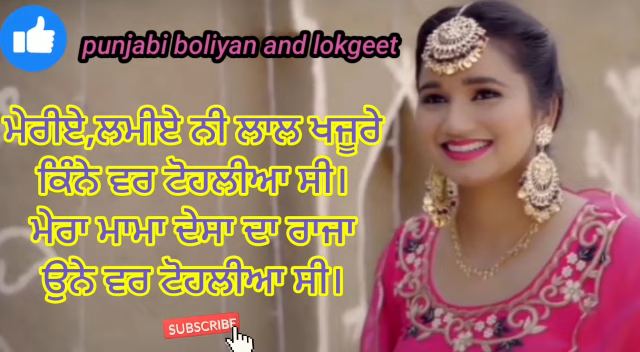 punjabi boliyan and lokgeet
ਮੇਰੀਏ,ਲਮੀਏ ਨੀ ਲਾਲ ਖਜੂਰੇ
ਕਿੰਨੇ ਵਰ ਟੋਹਲੀਆ ਸੀ।
ਮੇਰਾ ਮਾਮਾ ਦੇਸਾ ਦਾ ਰਾਜਾ
ਉਨੇ ਵਰ ਟੋਹਲੀਆ ਸੀ।
SUBSCRIBE